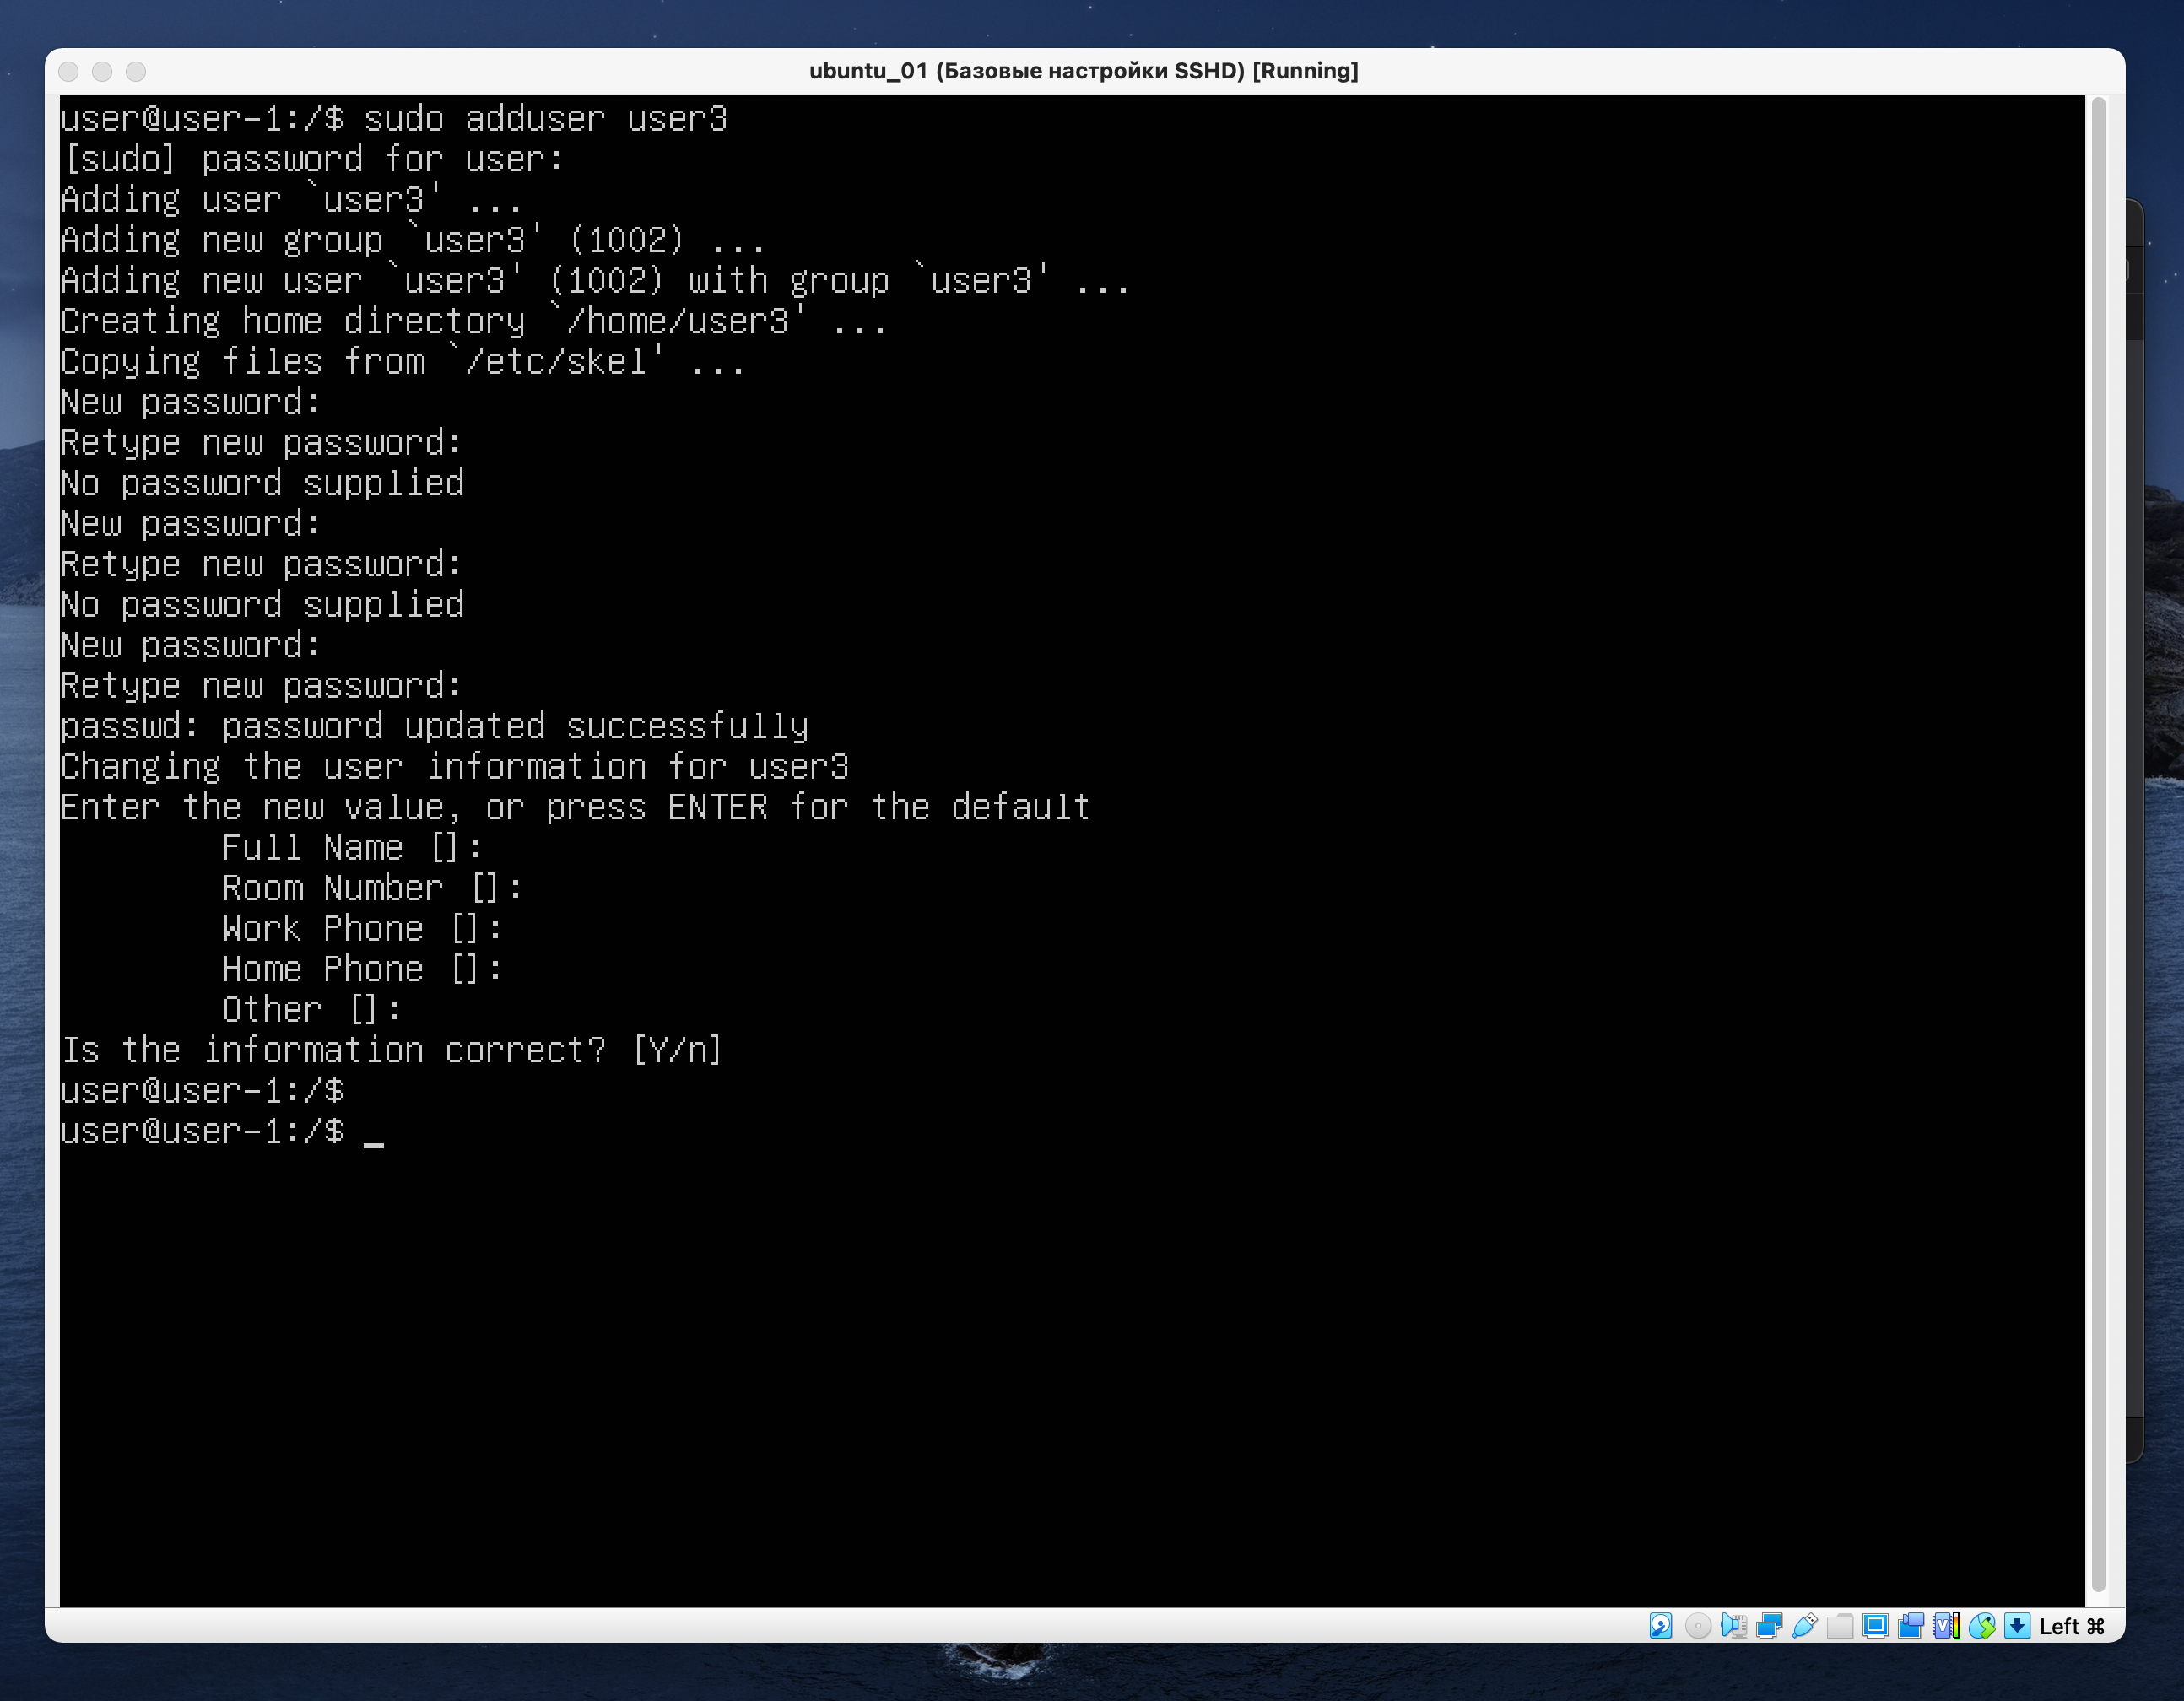 ubuntu_01 (Базовые настройки SSHD) [Running]
user@user-1:/$ sudo adduser user3
[sudo] password for user:
Adding user `user3' ...
Adding new group `user3' (1002) ...
Adding new user `user3' (1002) with group `user3' ...
Creating home directory `/home/user3' ...
Copying files from `/etc/skel' ...
New password:
Retype new password:
No password supplied
New password:
Retype new password:
No password supplied
New password:
Retype new password:
passwd: password updated successfully
Changing the user information for user3
Enter the new value, or press ENTER for the default
Full Name []:
Room Number []:
Work Phone []:
Home Phone []:
Other []:
Is the information correct? [Y/n]
user@user-1:/$
user@user-1:/$ _
Left ⌘